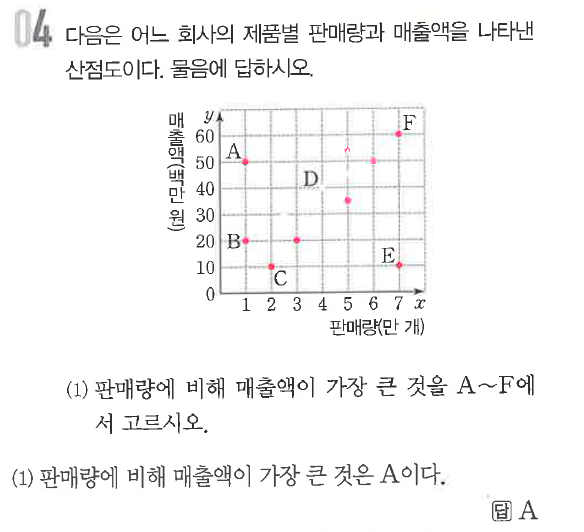 04 다음은 어느 회사의 제품별 판매량과 매출액을 나타낸
산점도이다. 물음에 답하시오.
매출액(백만 원)
y
60
50
40
30
20
10
0
A
B
C
D
E
F
1 2 3 4 5 6 7 x
판매량(만 개)
(1) 판매량에 비해 매출액이 가장 큰 것을 A~F에
서 고르시오.
(1) 판매량에 비해 매출액이 가장 큰 것은 A이다.
답 A